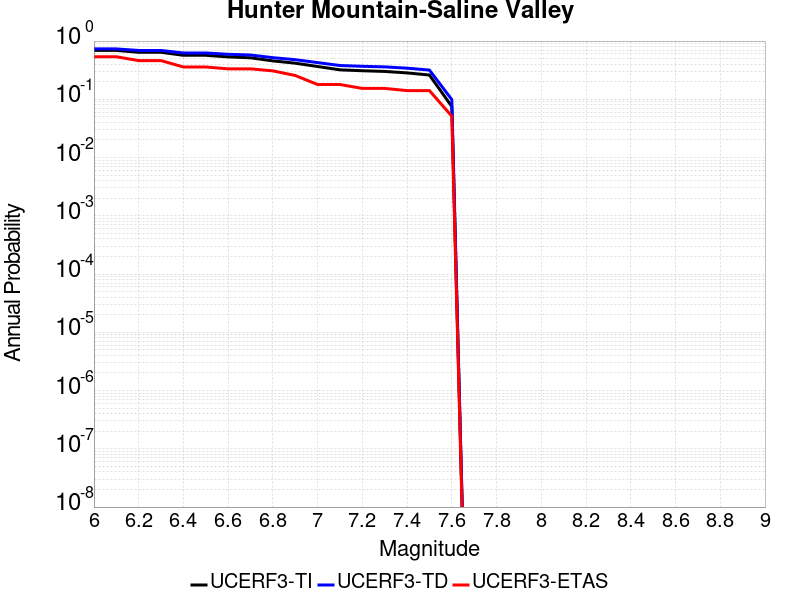 Hunter Mountain-Saline Valley
10^0
10^-1
10^-2
10^-3
10^-4
10^-5
10^-6
10^-7
10^-8
Annual Probability
6 6.2 6.4 6.6 6.8 7 7.2 7.4 7.6 7.8 8 8.2 8.4 8.6 8.8 9
Magnitude
UCERF3-TI UCERF3-TD UCERF3-ETAS